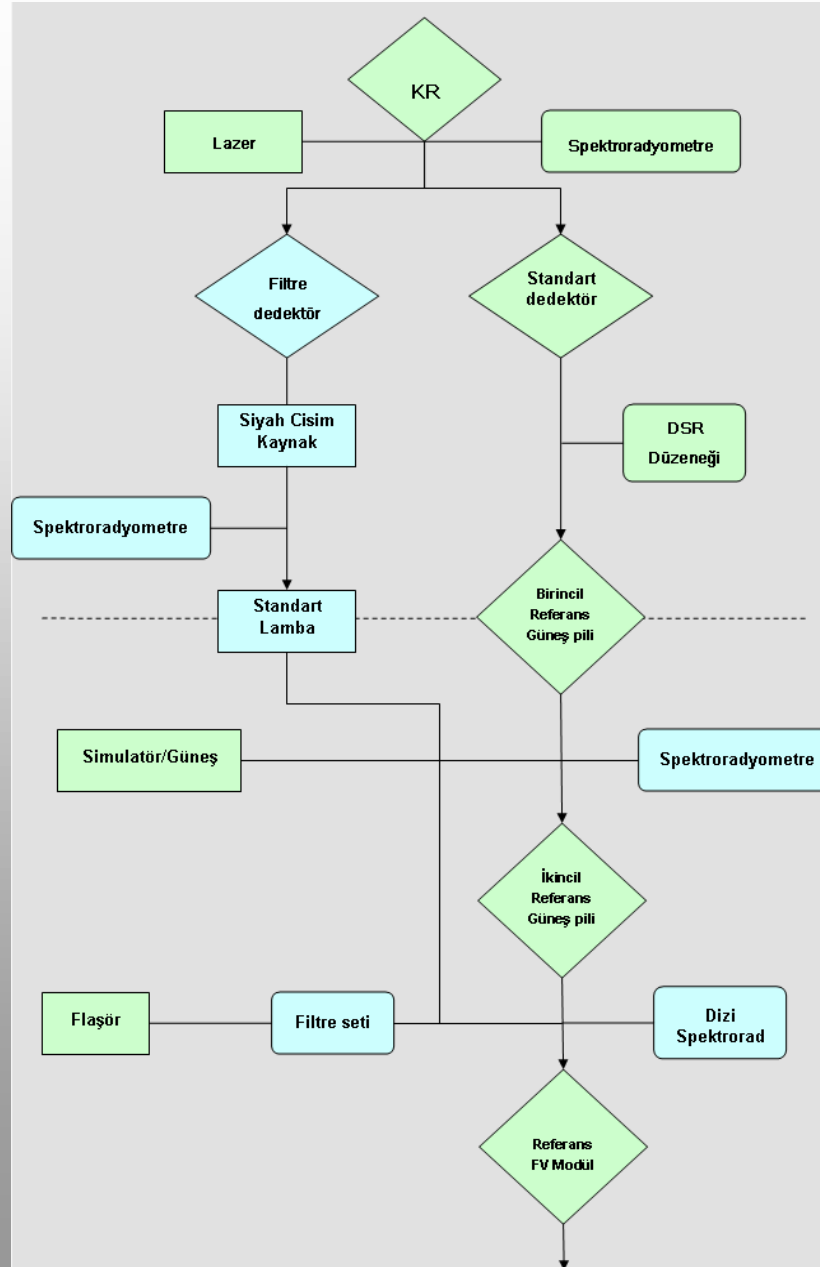 KR
Lazer
Spektroradyometre
Filtre
dedektör
Standart
dedektör
Siyah Cisim
Kaynak
DSR
Düzeneği
Spektroradyometre
Standart
Lamba
Birincil
Referans
Güneş pili
Simulatör/Güneş
Spektroradyometre
İkincil
Referans
Güneş pili
Flaşör
Filtre seti
Dizi
Spektrorad
Referans
FV Modül